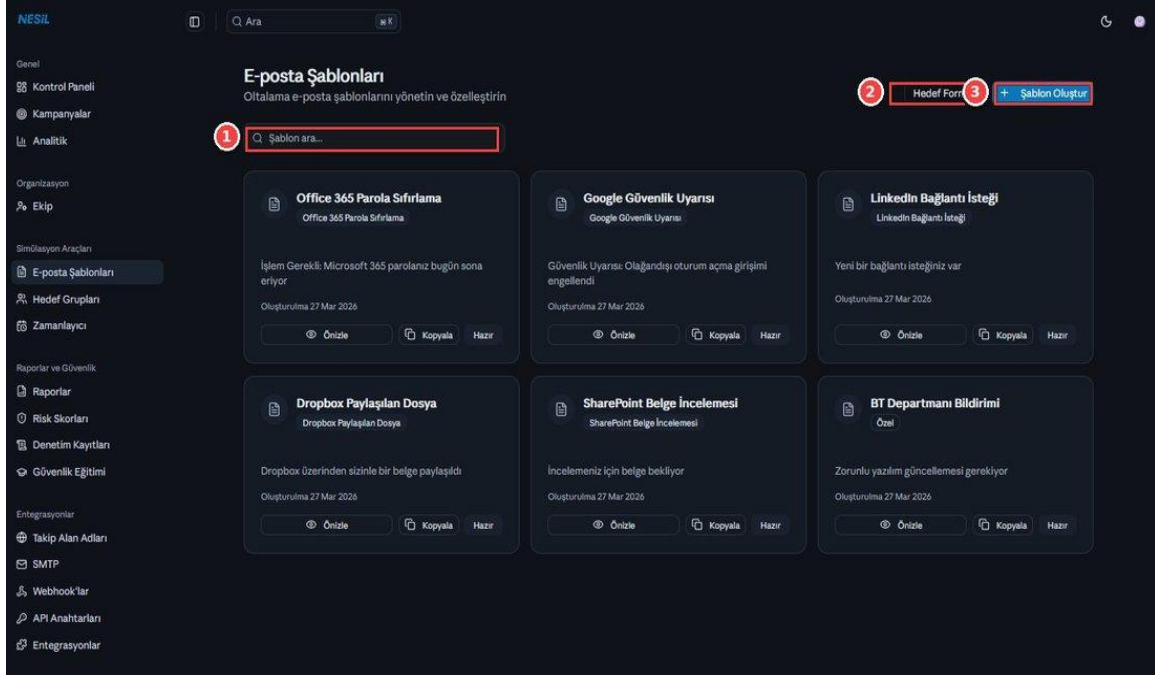 NESİL
Ara
⌘ K
Genel
Kontrol Paneli
Kampanyalar
Analitik
Organizasyon
Ekip
Simülasyon Araçları
E-posta Şablonları
Hedef Grupları
Zamanlayıcı
Raporlar ve Güvenlik
Raporlar
Risk Skorları
Denetim Kayıtları
Güvenlik Eğitimi
Entegrasyonlar
Takip Alan Adları
SMTP
Webhook'lar
API Anahtarları
Entegrasyonlar
E-posta Şablonları
Oltalama e-posta şablonlarını yönetin ve özelleştirin
2
Hedef
3
+ Şablon Oluştur
1
Şablon ara...
Office 365 Parola Sıfırlama
Office 365 Parola Sıfırlama
İşlem Gerekli: Microsoft 365 parolanız bugün sona
eriyor
Oluşturulma 27 Mar 2026
Önizle Kopyala Hazır
Google Güvenlik Uyarısı
Google Güvenlik Uyarısı
Güvenlik Uyarısı: Olağandışı oturum açma girişimi
engellendi
Oluşturulma 27 Mar 2026
Önizle Kopyala Hazır
LinkedIn Bağlantı İsteği
LinkedIn Bağlantı İsteği
Yeni bir bağlantı isteğiniz var
Oluşturulma 27 Mar 2026
Önizle Kopyala Hazır
Dropbox Paylaşılan Dosya
Dropbox Paylaşılan Dosya
Dropbox üzerinden sizinle bir belge paylaşıldı
Oluşturulma 27 Mar 2026
Önizle Kopyala Hazır
SharePoint Belge İncelemesi
SharePoint Belge İncelemesi
İncelemeniz için belge bekliyor
Oluşturulma 27 Mar 2026
Önizle Kopyala Hazır
BT Departmanı Bildirimi
Özel
Zorunlu yazılım güncellemesi gerekiyor
Oluşturulma 27 Mar 2026
Önizle Kopyala Hazır